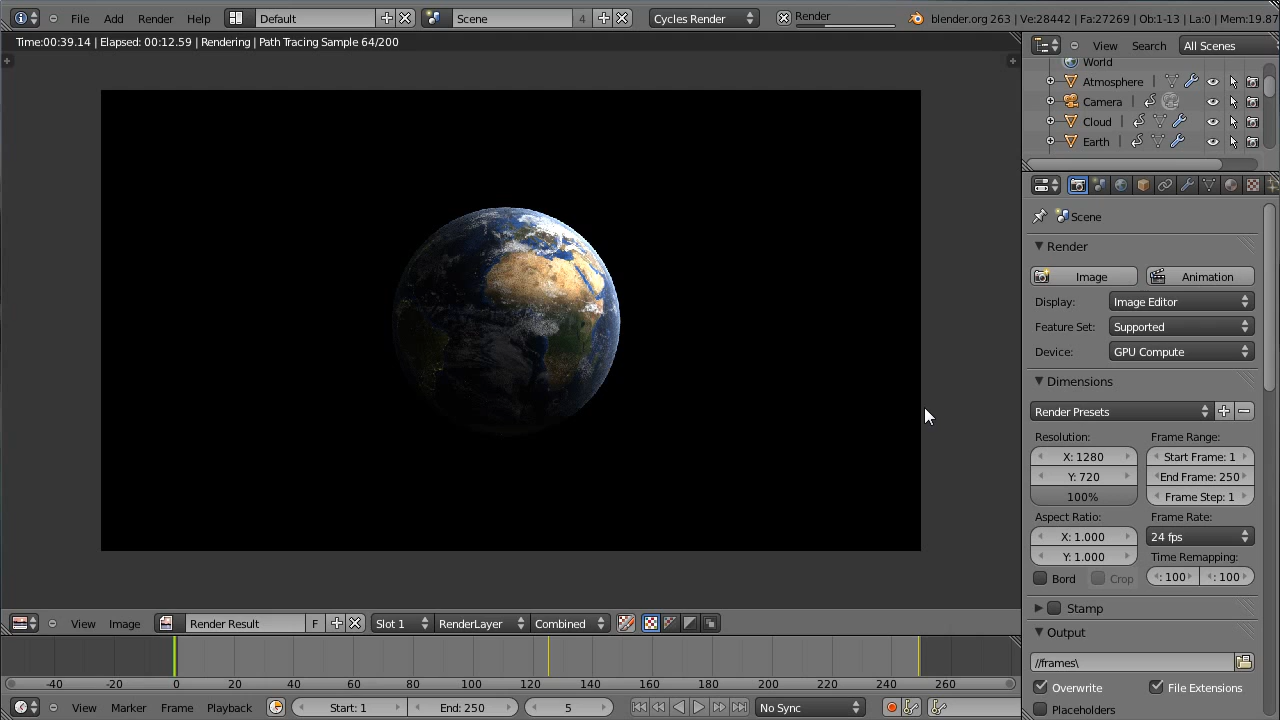 File Add Render Help Default Scene 4 Cycles Render Render blender.org 263 | Ve:28442 | Fa:27269 | Ob:1-13 | La:0 | Mem:19.87
Time:00:39.14 | Elapsed: 00:12.59 | Rendering | Path Tracing Sample 64/200
View Search All Scenes
World
Atmosphere
Camera
Cloud
Earth
Scene
Render
Image Animation
Display: Image Editor
Feature Set: Supported
Device: GPU Compute
Dimensions
Render Presets
Resolution: Frame Range:
X: 1280 Start Frame: 1
Y: 720 End Frame: 250
100% Frame Step: 1
Aspect Ratio: Frame Rate:
X: 1.000 24 fps
Y: 1.000 Time Remapping:
Bord Crop : 100 : 100
Stamp
Output
//frames\
Overwrite File Extensions
Placeholders
View Image Render Result F Slot 1 RenderLayer Combined
-40 -20 0 20 40 60 80 100 120 140 160 180 200 220 240 260
View Marker Frame Playback Start: 1 End: 250 5 No Sync